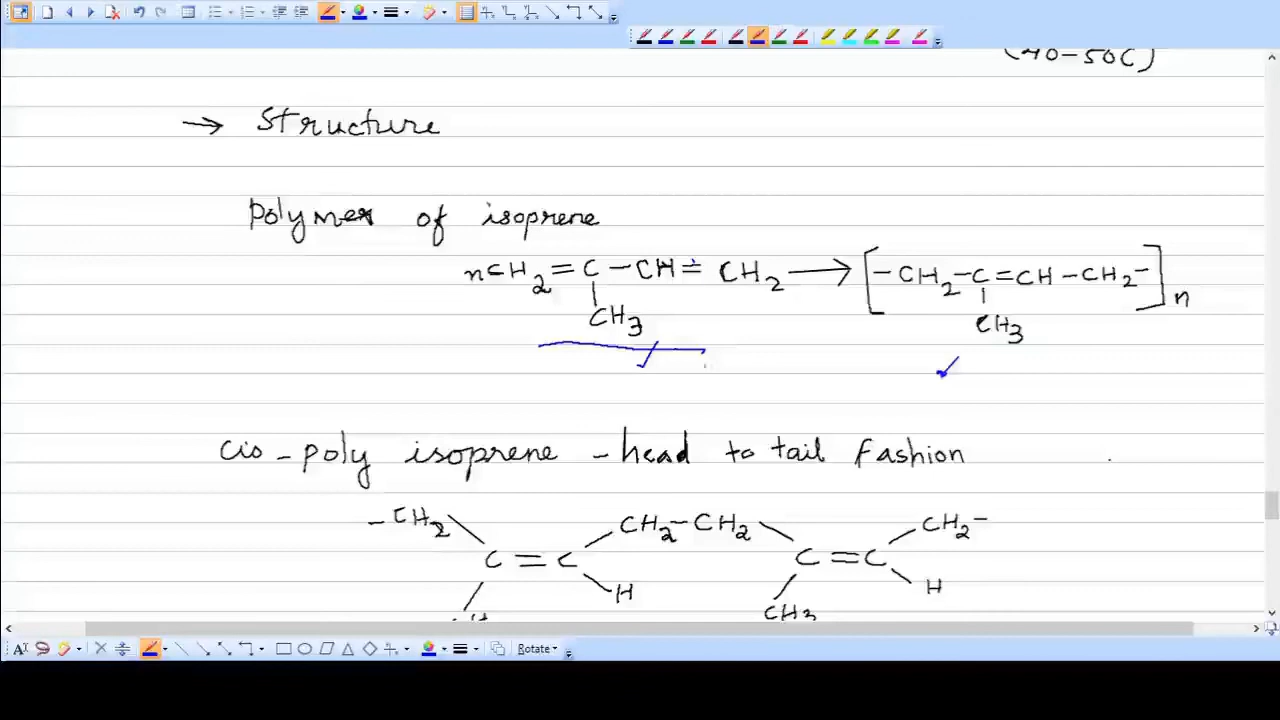 (40-50C)
→ Structure
Polymer of isoprene
nCH2=C-CH=CH2 ⟶ [-CH2-C=CH-CH2-]n
CH3 CH3
cis-poly isoprene - head to tail fashion
-CH2 CH2-CH2 CH2-
C=C C=C
H H
CH3
Rotate